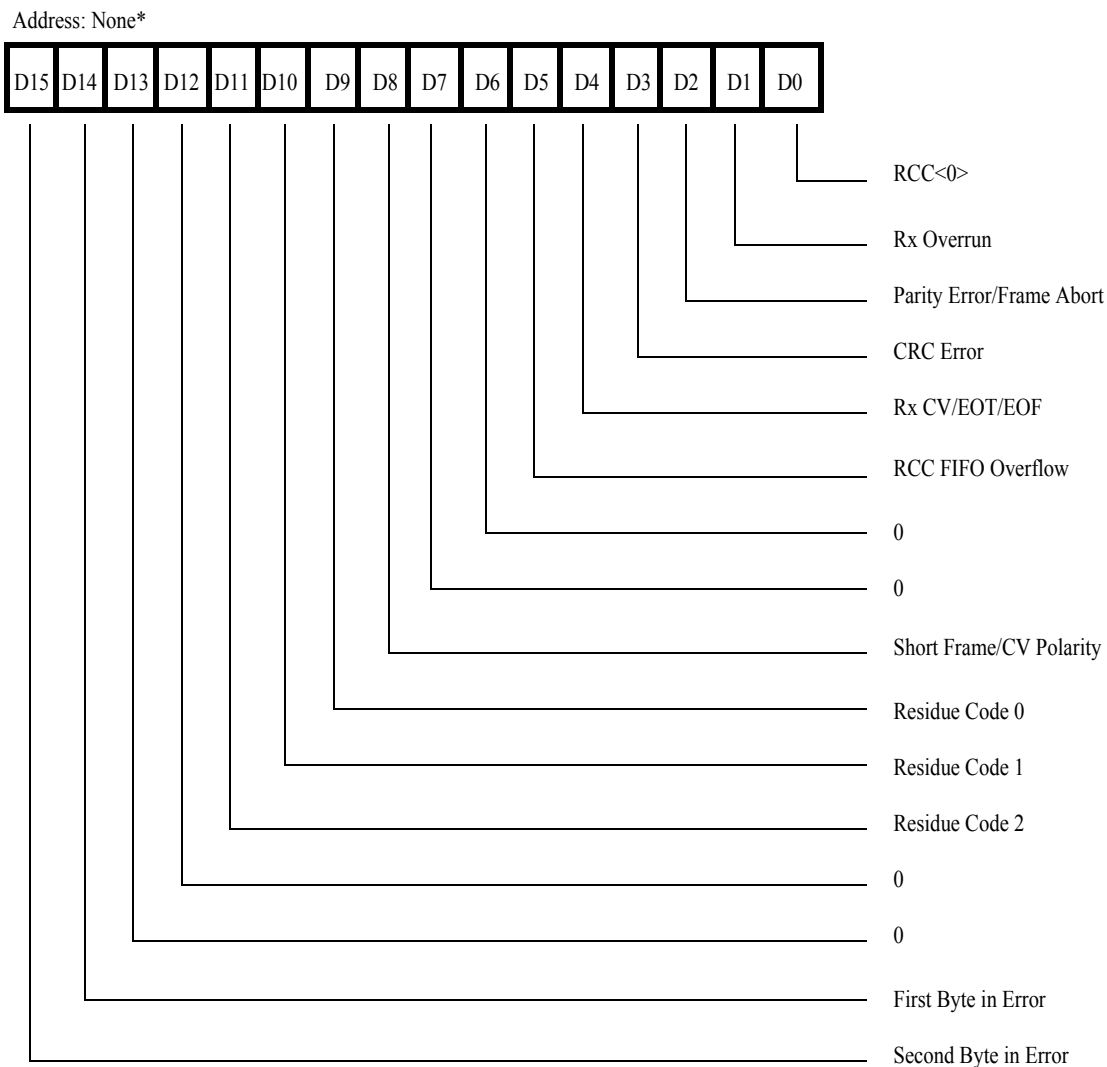 Address: None*
D15 D14 D13 D12 D11 D10 D9 D8 D7 D6 D5 D4 D3 D2 D1 D0
RCC<0>
Rx Overrun
Parity Error/Frame Abort
CRC Error
Rx CV/EOT/EOF
RCC FIFO Overflow
0
0
Short Frame/CV Polarity
Residue Code 0
Residue Code 1
Residue Code 2
0
0
First Byte in Error
Second Byte in Error